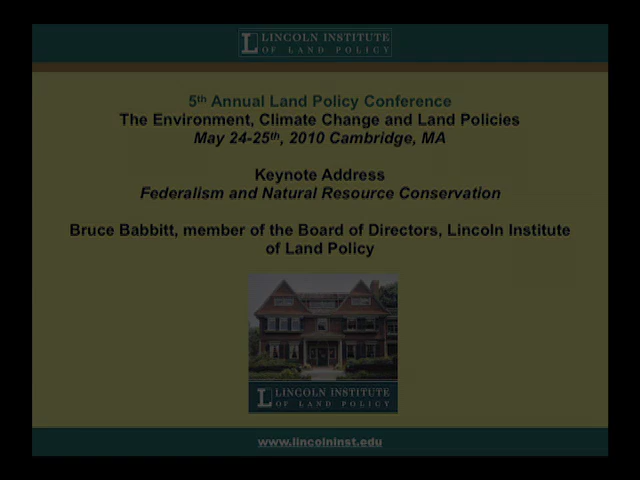 LINCOLN INSTITUTE
OF LAND POLICY
5th Annual Land Policy Conference
The Environment, Climate Change and Land Policies
May 24-25th, 2010 Cambridge, MA
Keynote Address
Federalism and Natural Resource Conservation
Bruce Babbitt, member of the Board of Directors, Lincoln Institute
of Land Policy
LINCOLN INSTITUTE
OF LAND POLICY
www.lincolninst.edu